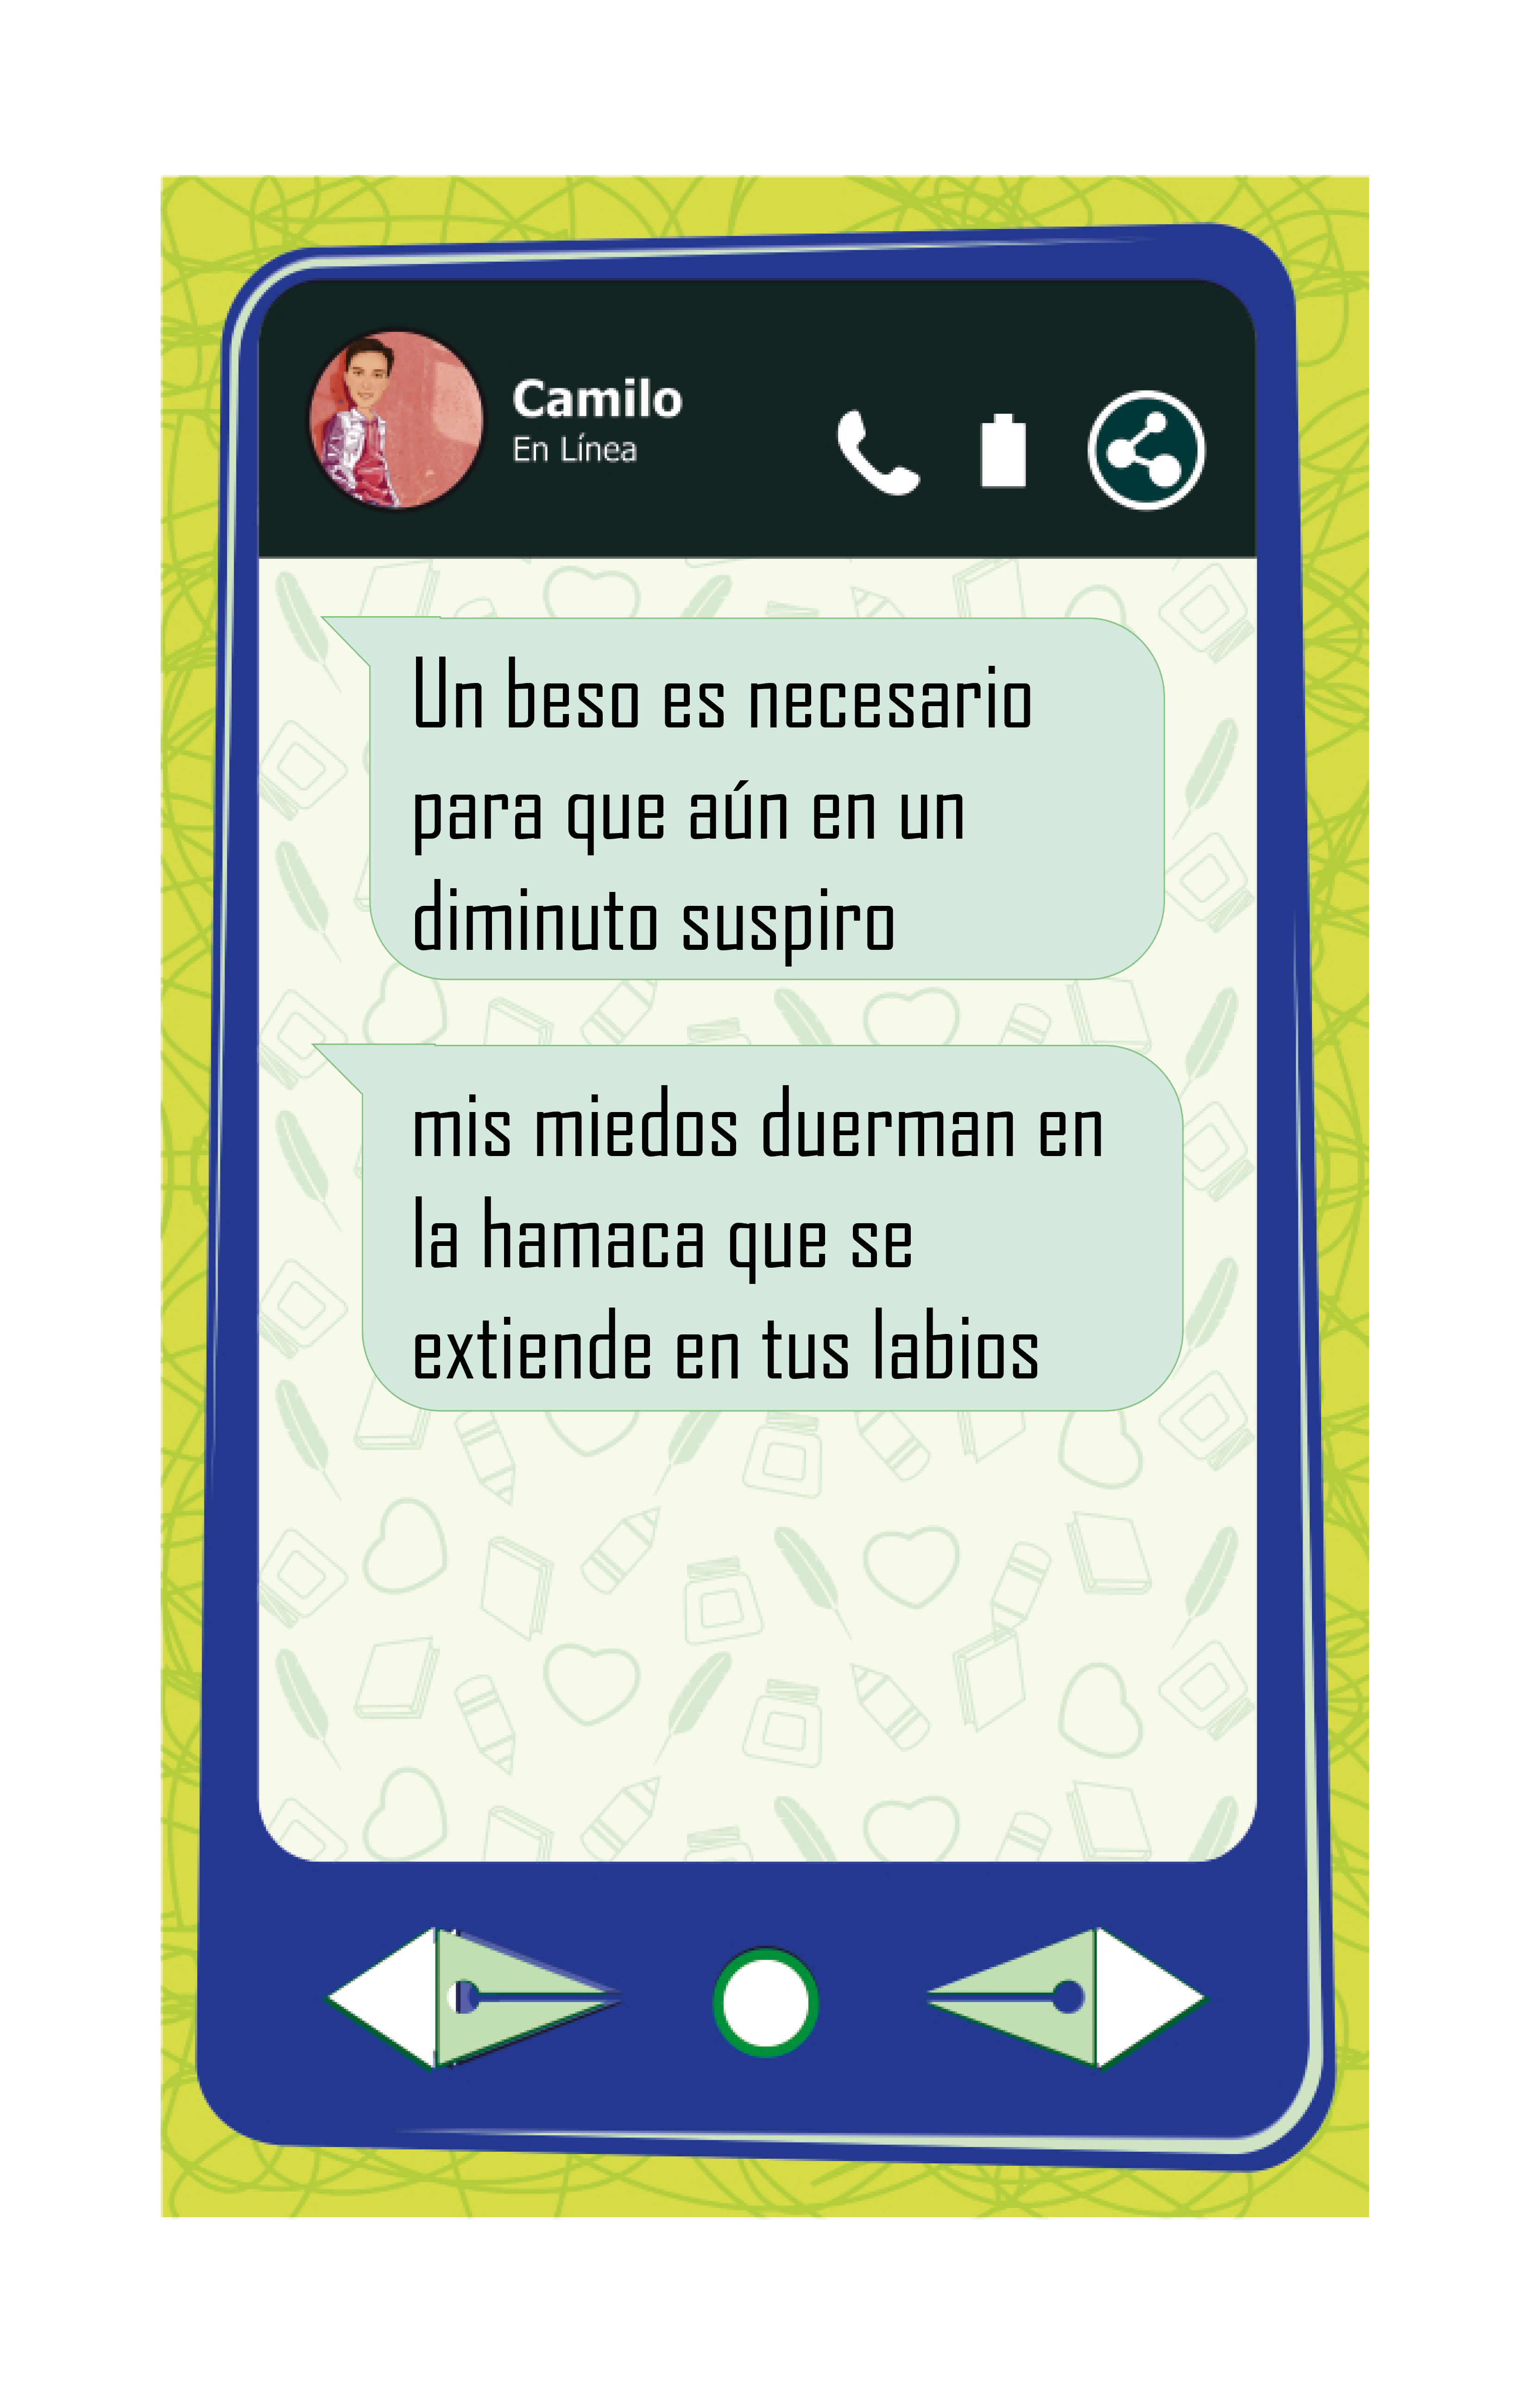 Camilo
En Línea
Un beso es necesario
para que aún en un
diminuto suspiro
mis miedos duerman en
la hamaca que se
extiende en tus labios